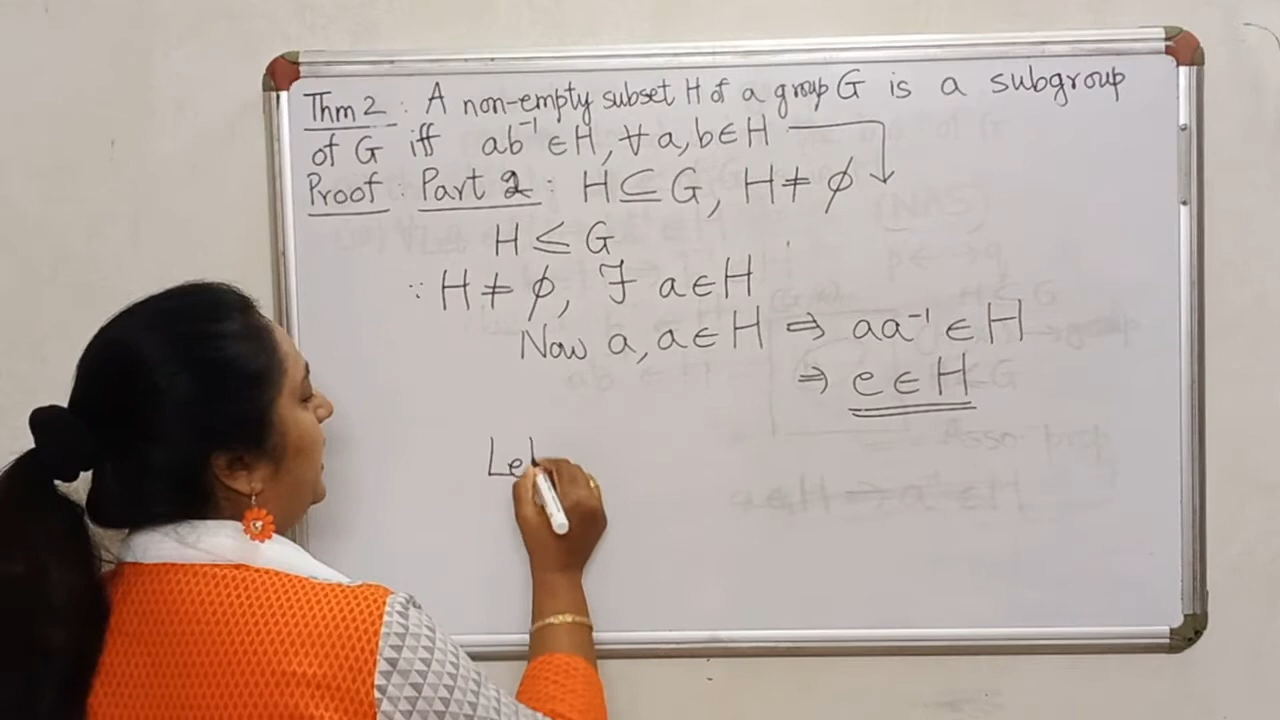 Thm 2 : A non-empty subset H of a group G is a subgroup
of G iff ab⁻¹ ∈ H, ∀ a, b ∈ H
Proof : Part 2 : H ⊆ G, H ≠ ϕ
H ≤ G
∵ H ≠ ϕ, ∃ a ∈ H
Now a, a ∈ H ⇒ aa⁻¹ ∈ H
⇒ e ∈ H
Let